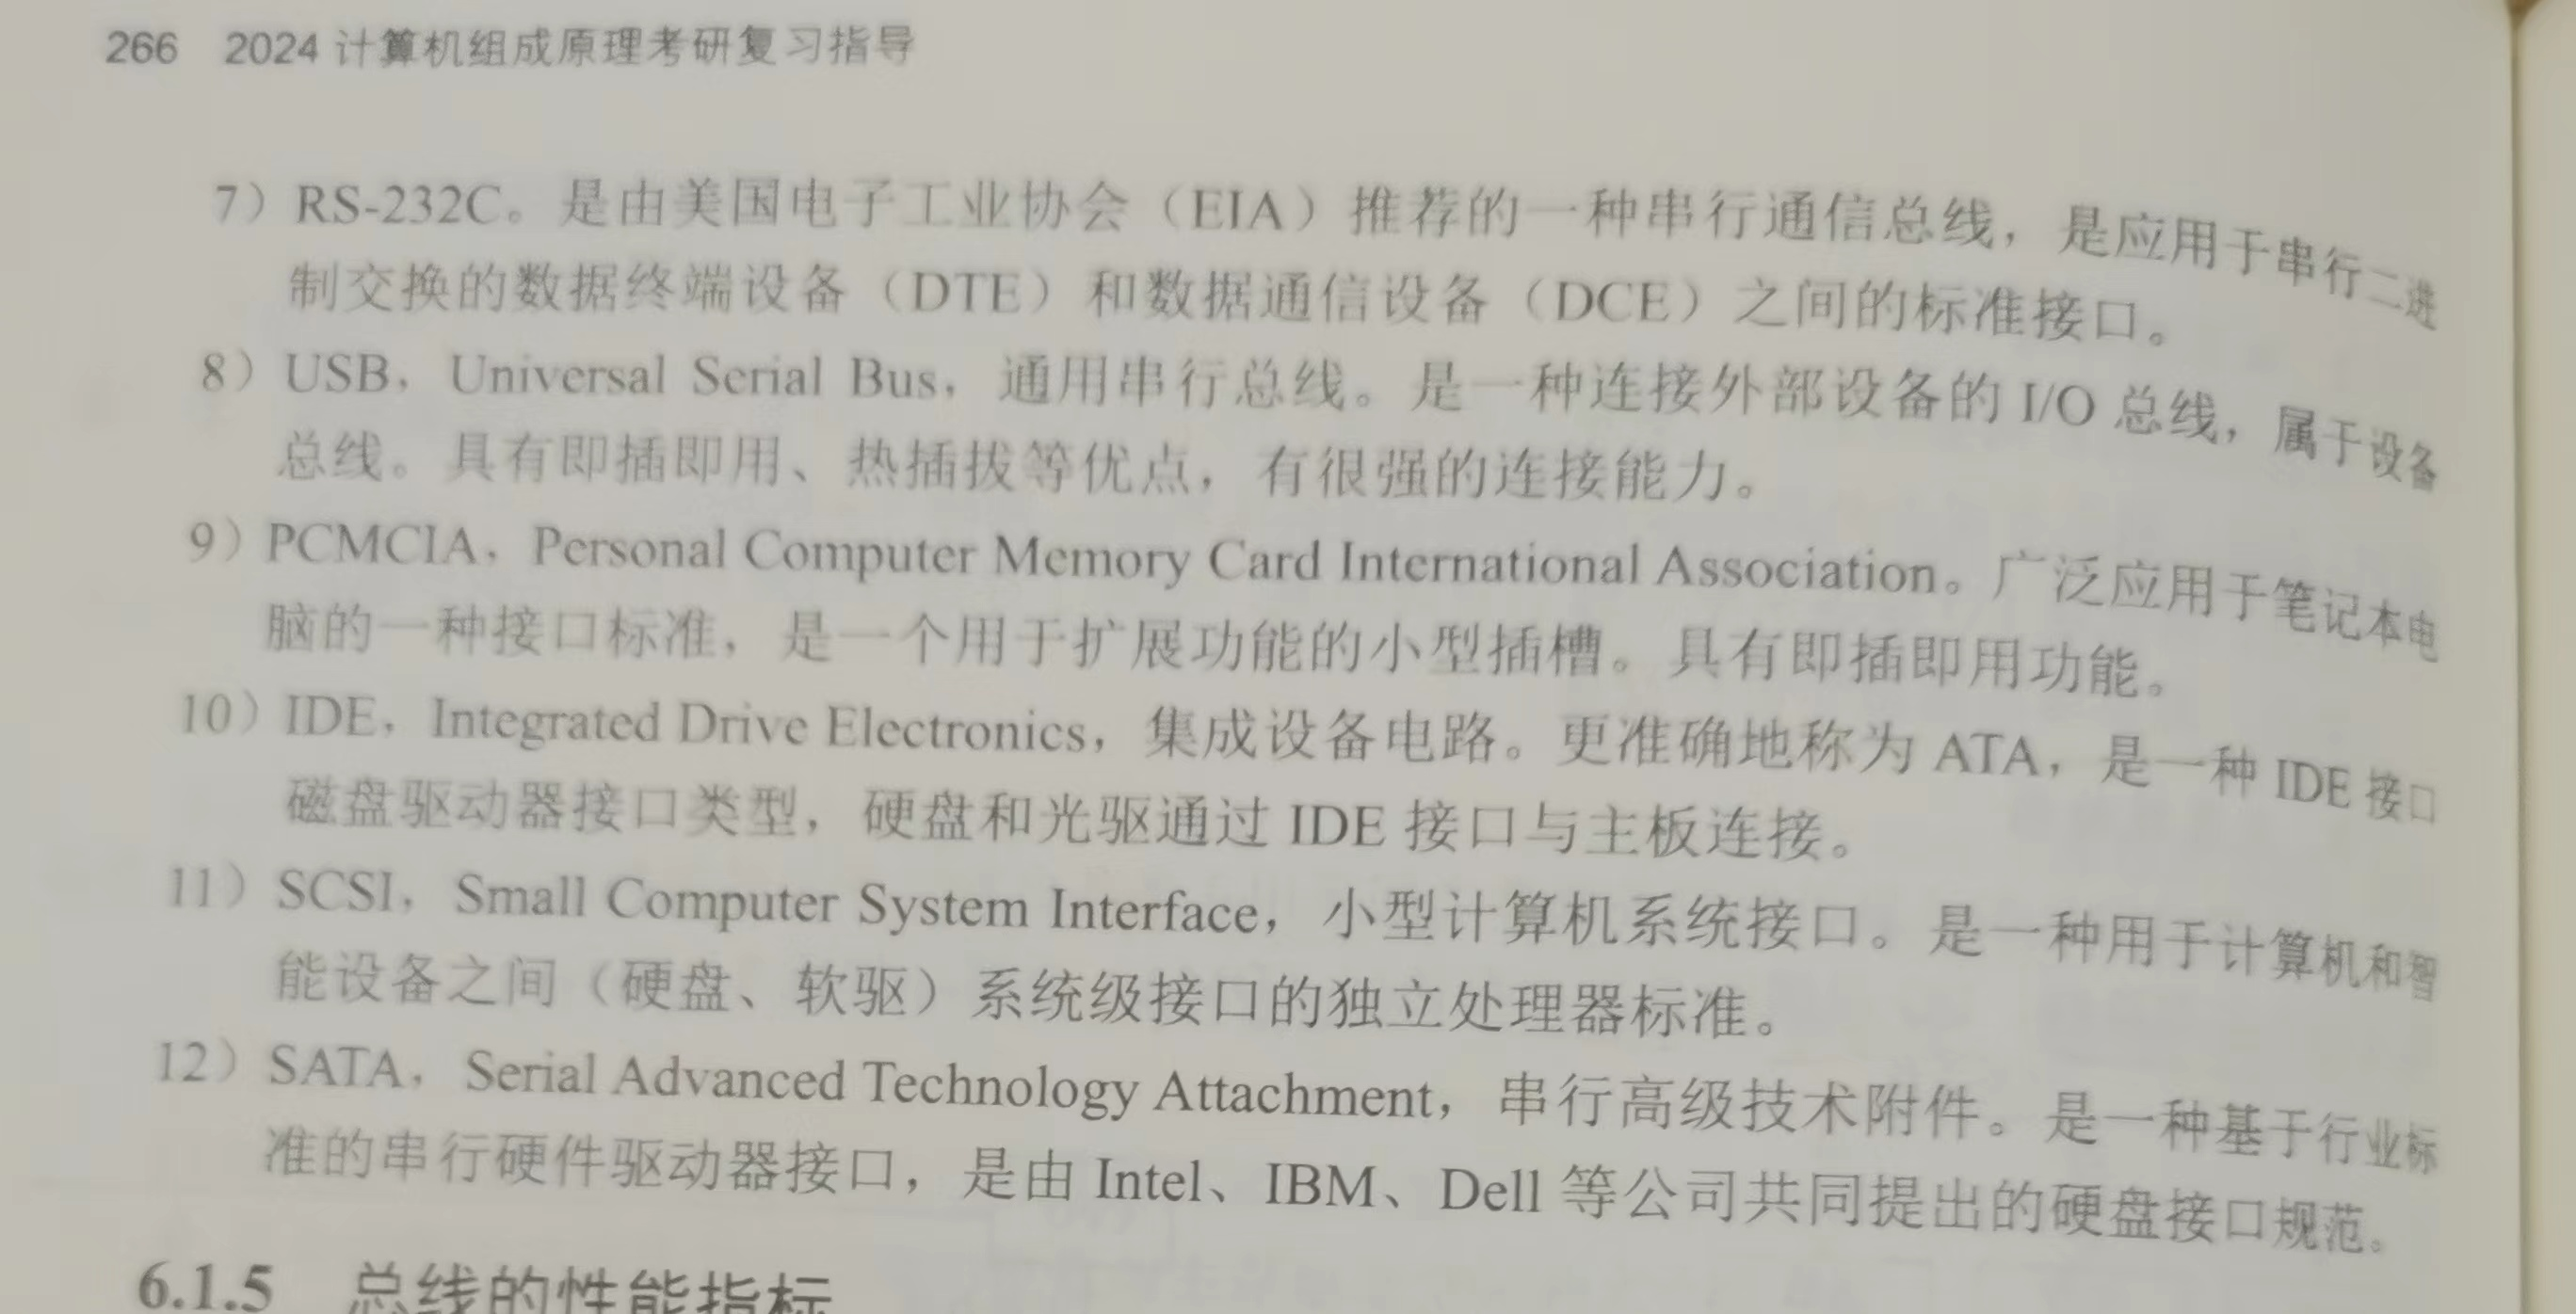 266 2024 计算机组成原理考研复习指导
7）RS-232C。是由美国电子工业协会（EIA）推荐的一种串行通信总线，是应用于串行二进
制交换的数据终端设备（DTE）和数据通信设备（DCE）之间的标准接口。
8）USB，Universal Serial Bus，通用串行总线。是一种连接外部设备的 I/O 总线，属于设备
总线。具有即插即用、热插拔等优点，有很强的连接能力。
9）PCMCIA，Personal Computer Memory Card International Association。广泛应用于笔记本电
脑的一种接口标准，是一个用于扩展功能的小型插槽。具有即插即用功能。
10）IDE，Integrated Drive Electronics，集成设备电路。更准确地称为 ATA，是一种 IDE 接口
磁盘驱动器接口类型，硬盘和光驱通过 IDE 接口与主板连接。
11）SCSI，Small Computer System Interface，小型计算机系统接口。是一种用于计算机和智
能设备之间（硬盘、软驱）系统级接口的独立处理器标准。
12）SATA，Serial Advanced Technology Attachment，串行高级技术附件。是一种基于行业标
准的串行硬件驱动器接口，是由 Intel、IBM、Dell 等公司共同提出的硬盘接口规范。
6.1.5 总线的性能指标